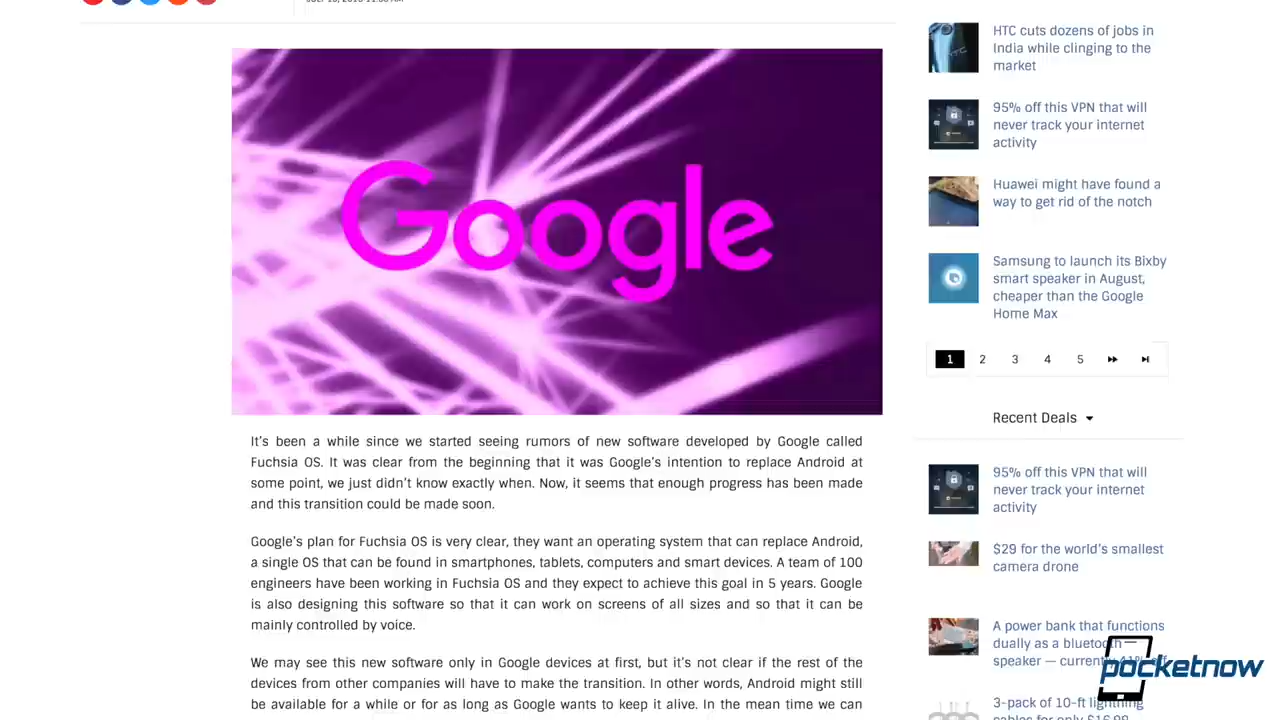 Google
It's been a while since we started seeing rumors of new software developed by Google called
Fuchsia OS. It was clear from the beginning that it was Google's intention to replace Android at
some point, we just didn't know exactly when. Now, it seems that enough progress has been made
and this transition could be made soon.
Google's plan for Fuchsia OS is very clear, they want an operating system that can replace Android,
a single OS that can be found in smartphones, tablets, computers and smart devices. A team of 100
engineers have been working in Fuchsia OS and they expect to achieve this goal in 5 years. Google
is also designing this software so that it can work on screens of all sizes and so that it can be
mainly controlled by voice.
We may see this new software only in Google devices at first, but it's not clear if the rest of the
devices from other companies will have to make the transition. In other words, Android might still
be available for a while or for as long as Google wants to keep it alive. In the mean time we can
HTC cuts dozens of jobs in
India while clinging to the
market
95% off this VPN that will
never track your internet
activity
Huawei might have found a
way to get rid of the notch
Samsung to launch its Bixby
smart speaker in August,
cheaper than the Google
Home Max
1 2 3 4 5
Recent Deals
95% off this VPN that will
never track your internet
activity
$29 for the world's smallest
camera drone
A power bank that functions
dually as a bluetooth
speaker — currently
3-pack of 10-ft lightning
cables for only
pocketnow